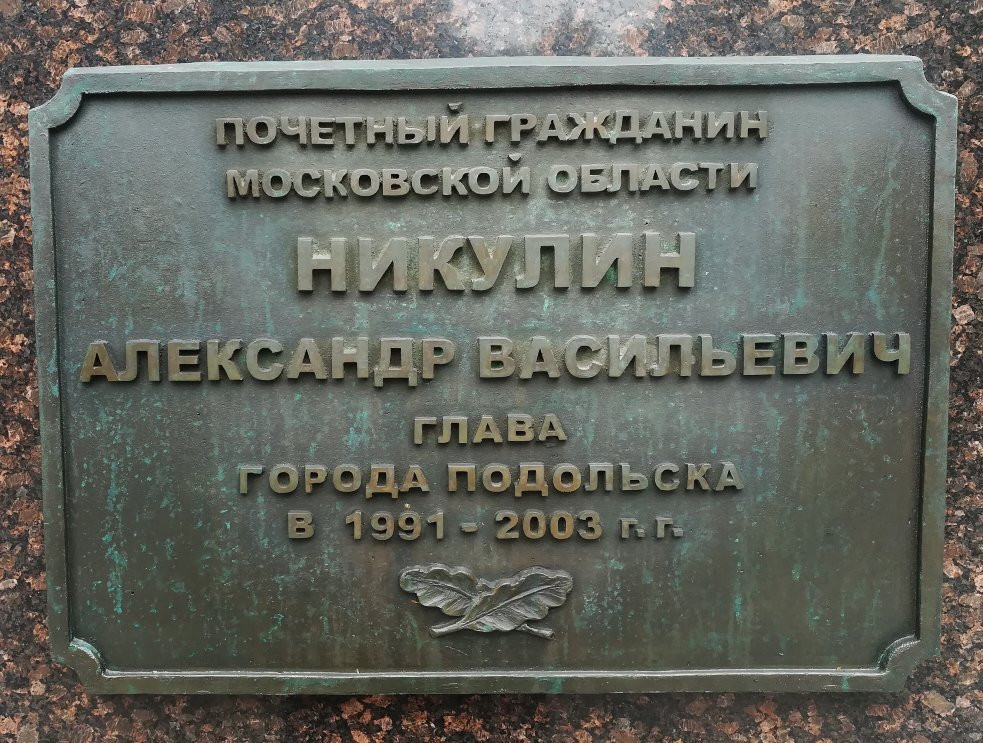 ПОЧЕТНЫЙ ГРАЖДАНИН
МОСКОВСКОЙ ОБЛАСТИ
НИКУЛИН
АЛЕКСАНДР ВАСИЛЬЕВИЧ
ГЛАВА
ГОРОДА ПОДОЛЬСКА
В 1991 - 2003 г. г.